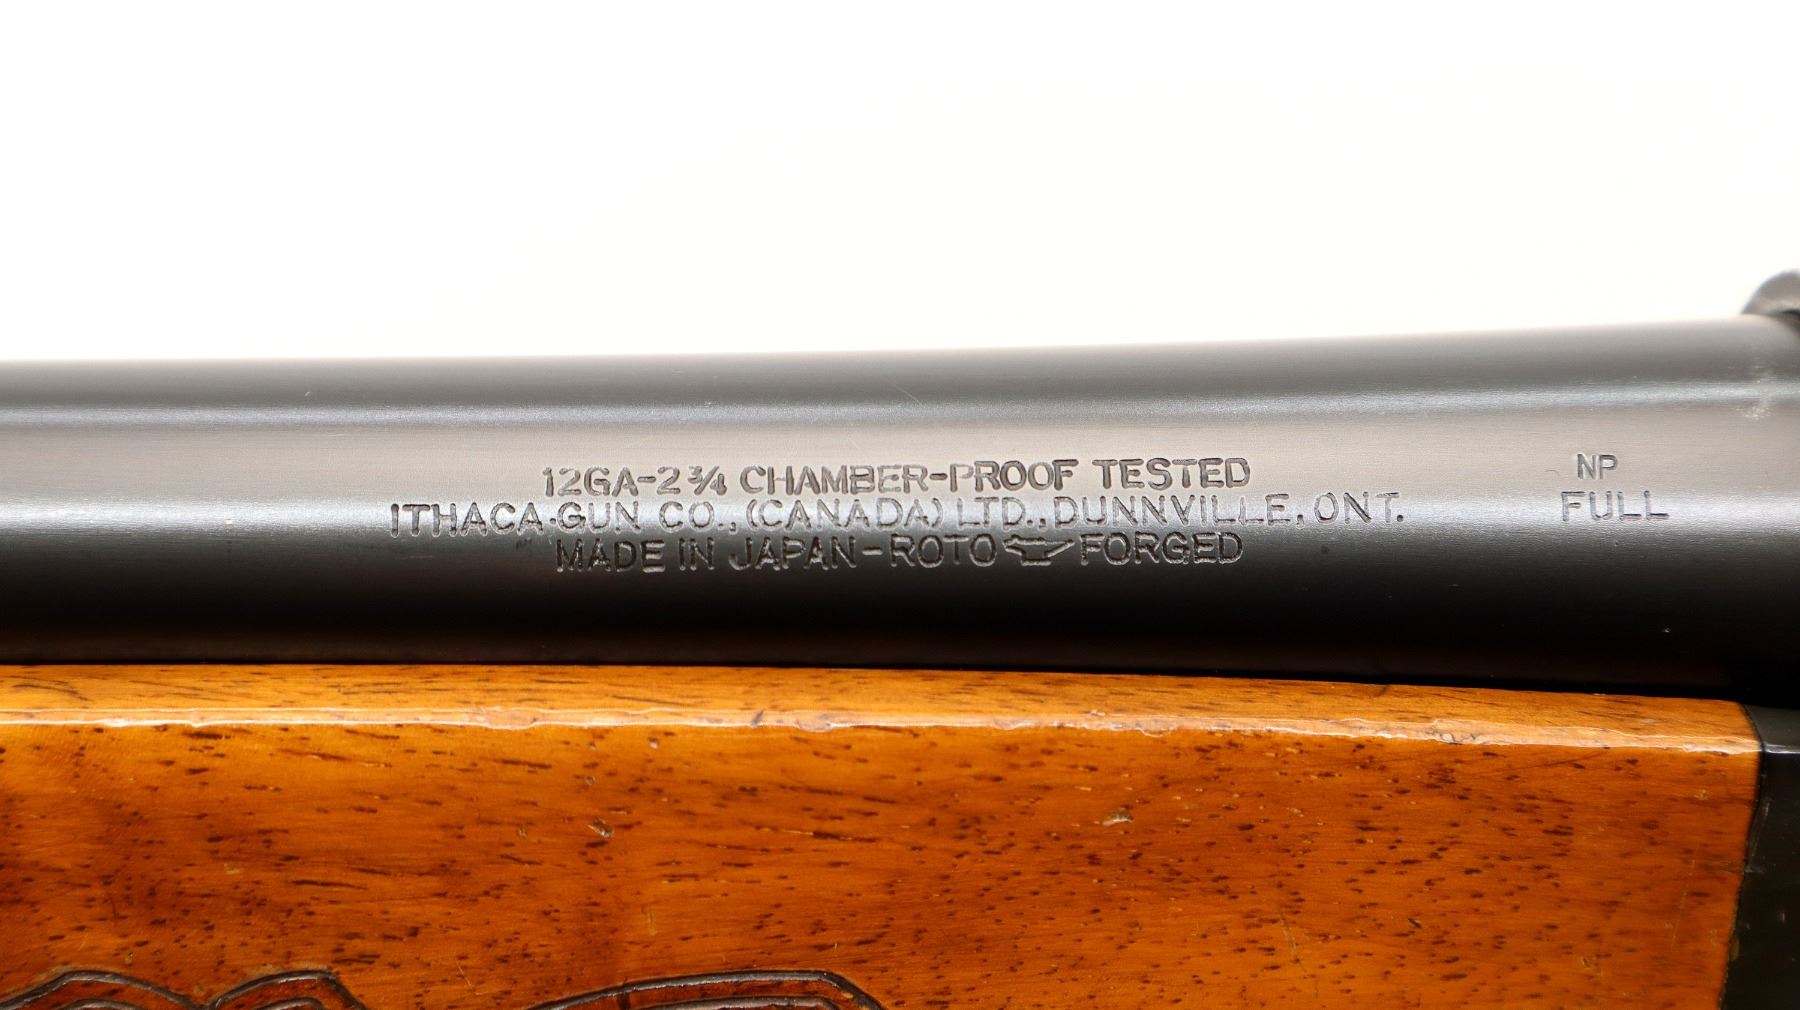 12GA-2¾ CHAMBER-PROOF TESTED
ITHACA-GUN CO., (CANADA) LTD., DUNNVILLE, ONT.
MADE IN JAPAN-ROTO FORGED
NP
FULL